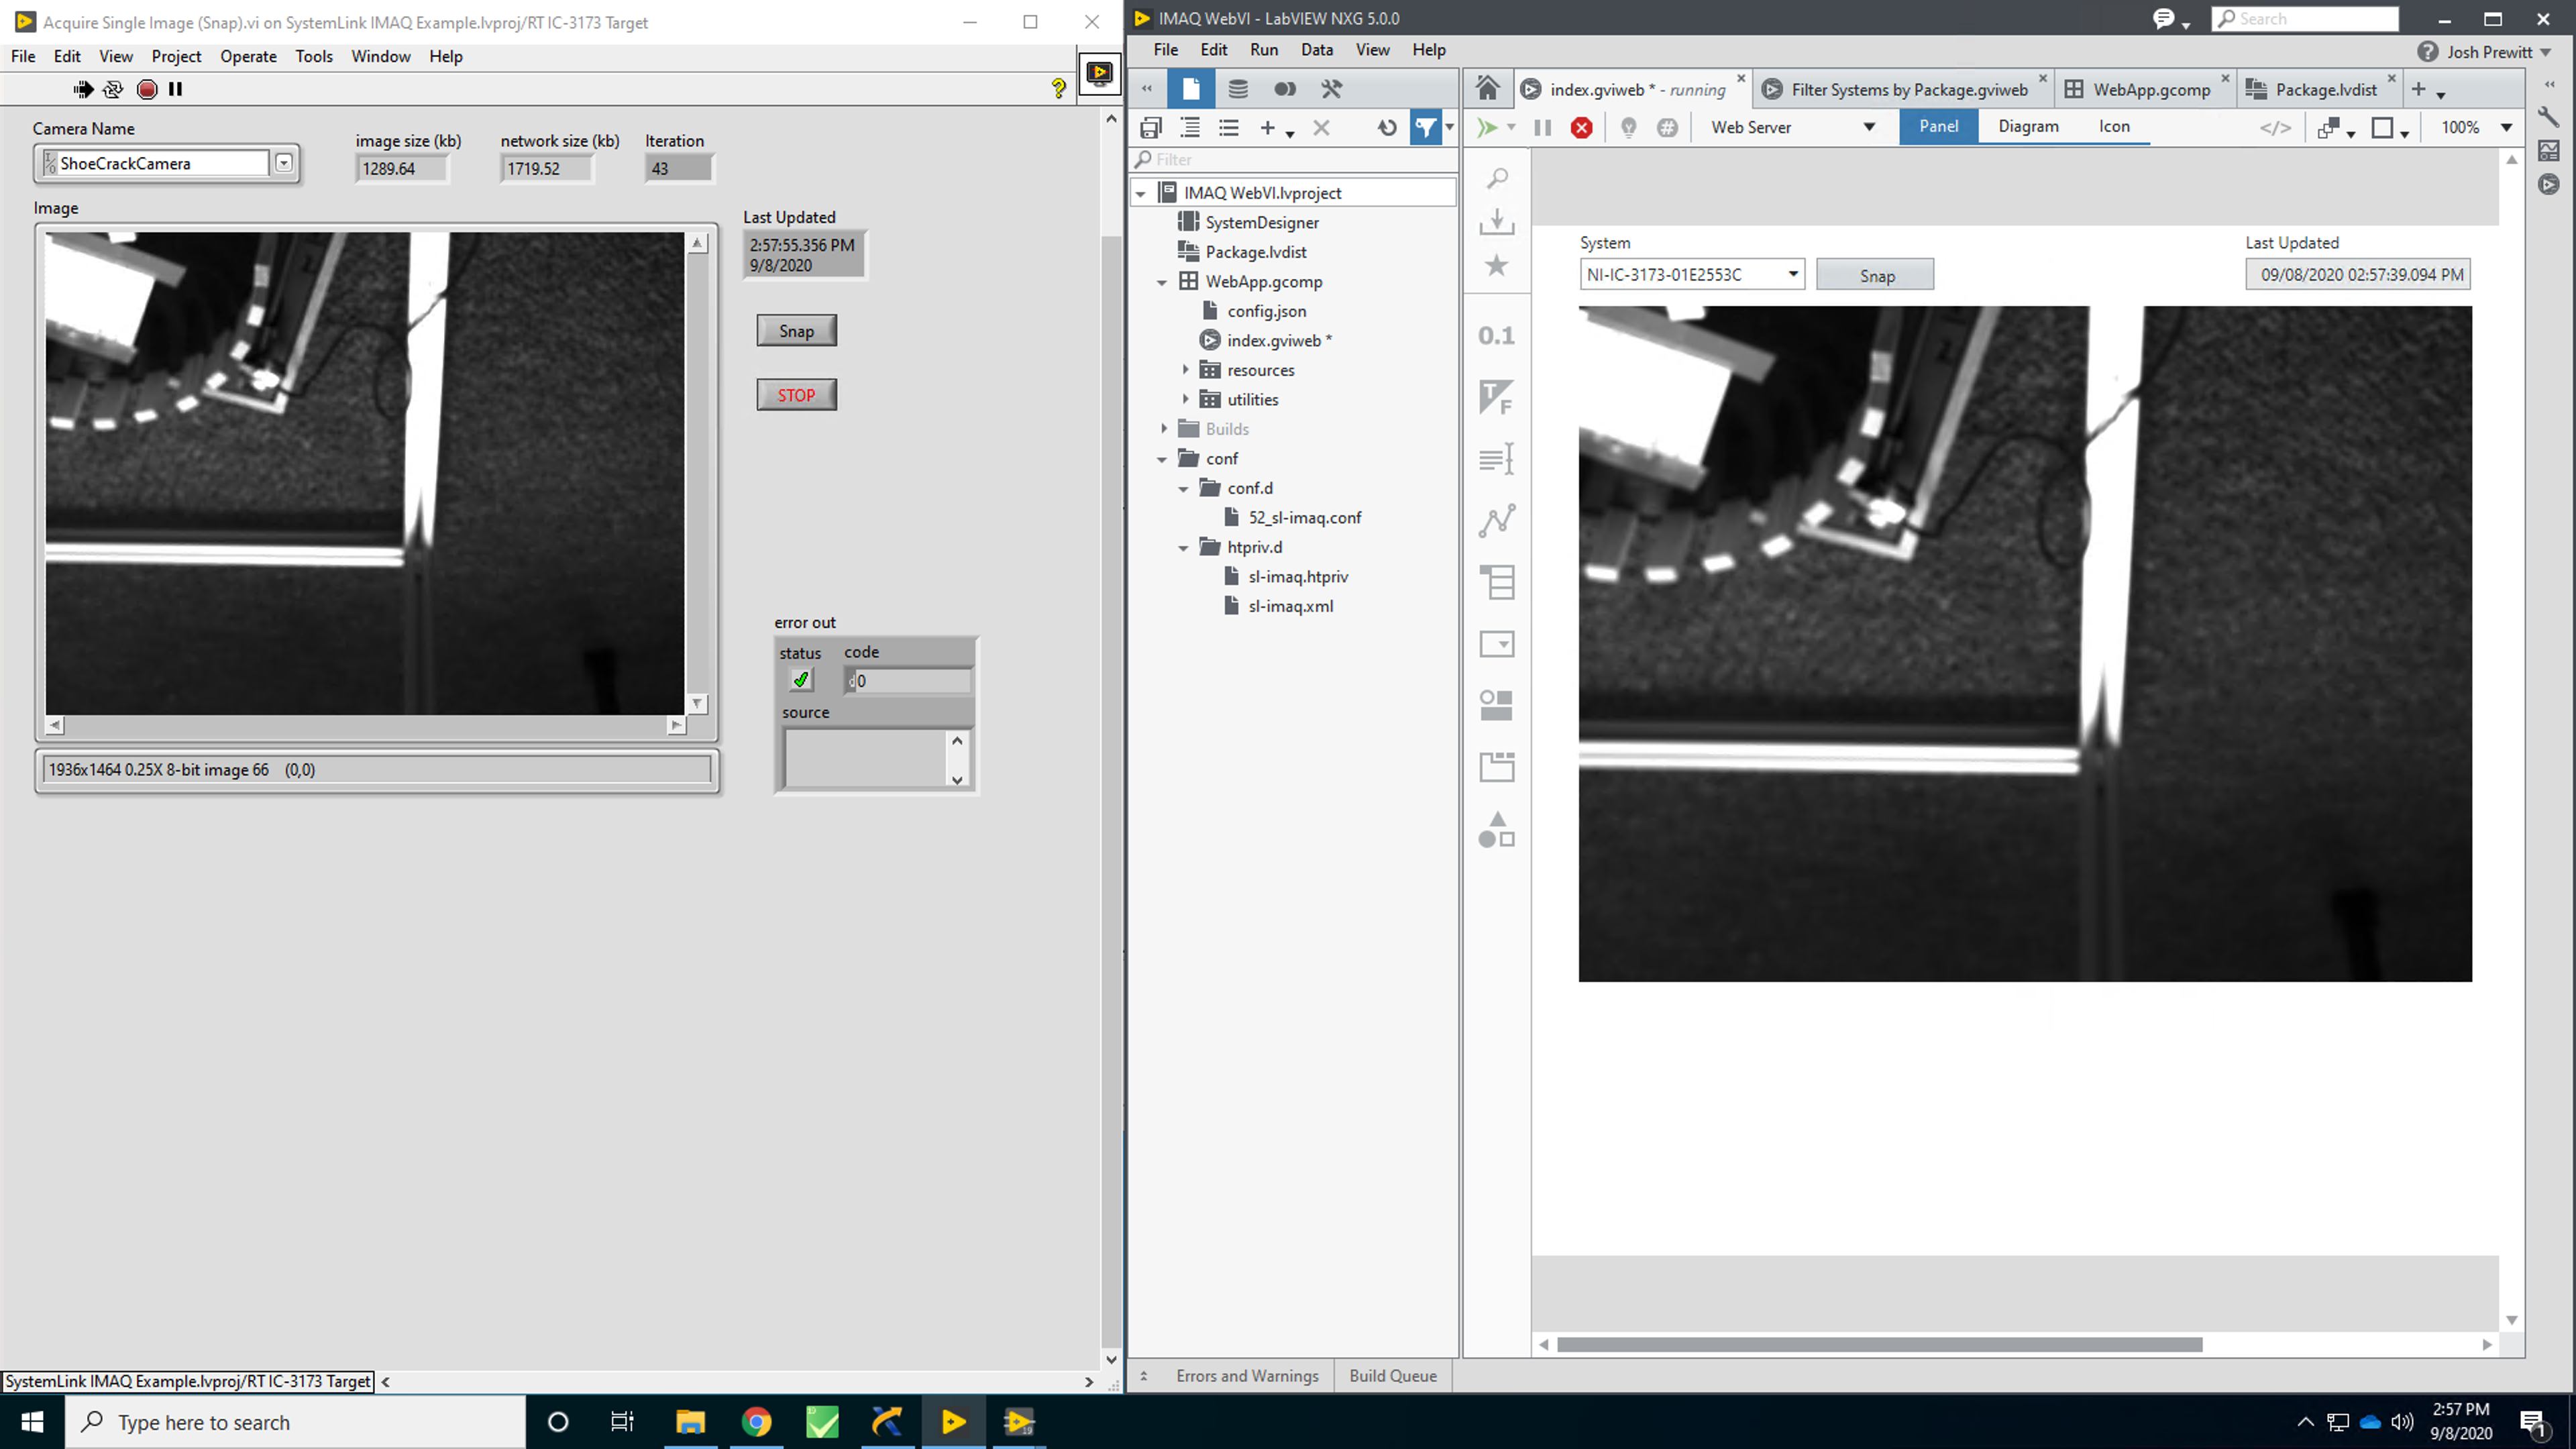 Acquire Single Image (Snap).vi on SystemLink IMAQ Example.lvproj/RT IC-3173 Target
File Edit View Project Operate Tools Window Help
Camera Name
ShoeCrackCamera
image size (kb)
1289.64
network size (kb)
1719.52
Iteration
43
Image
Last Updated
2:57:55.356 PM
9/8/2020
Snap
STOP
error out
status
code
d 0
source
1936x1464 0.25X 8-bit image 66 (0,0)
SystemLink IMAQ Example.lvproj/RT IC-3173 Target
IMAQ WebVI - LabVIEW NXG 5.0.0
Search
File Edit Run Data View Help
Josh Prewitt
index.gviweb * - running
Filter Systems by Package.gviweb
WebApp.gcomp
Package.lvdist
Web Server
Panel
Diagram
Icon
</>
100%
Filter
IMAQ WebVI.lvproject
SystemDesigner
Package.lvdist
WebApp.gcomp
config.json
index.gviweb *
resources
utilities
Builds
conf
conf.d
52_sl-imaq.conf
htpriv.d
sl-imaq.htpriv
sl-imaq.xml
0.1
T F
System
NI-IC-3173-01E2553C
Snap
Last Updated
09/08/2020 02:57:39.094 PM
Errors and Warnings
Build Queue
Type here to search
19
2:57 PM
9/8/2020
1